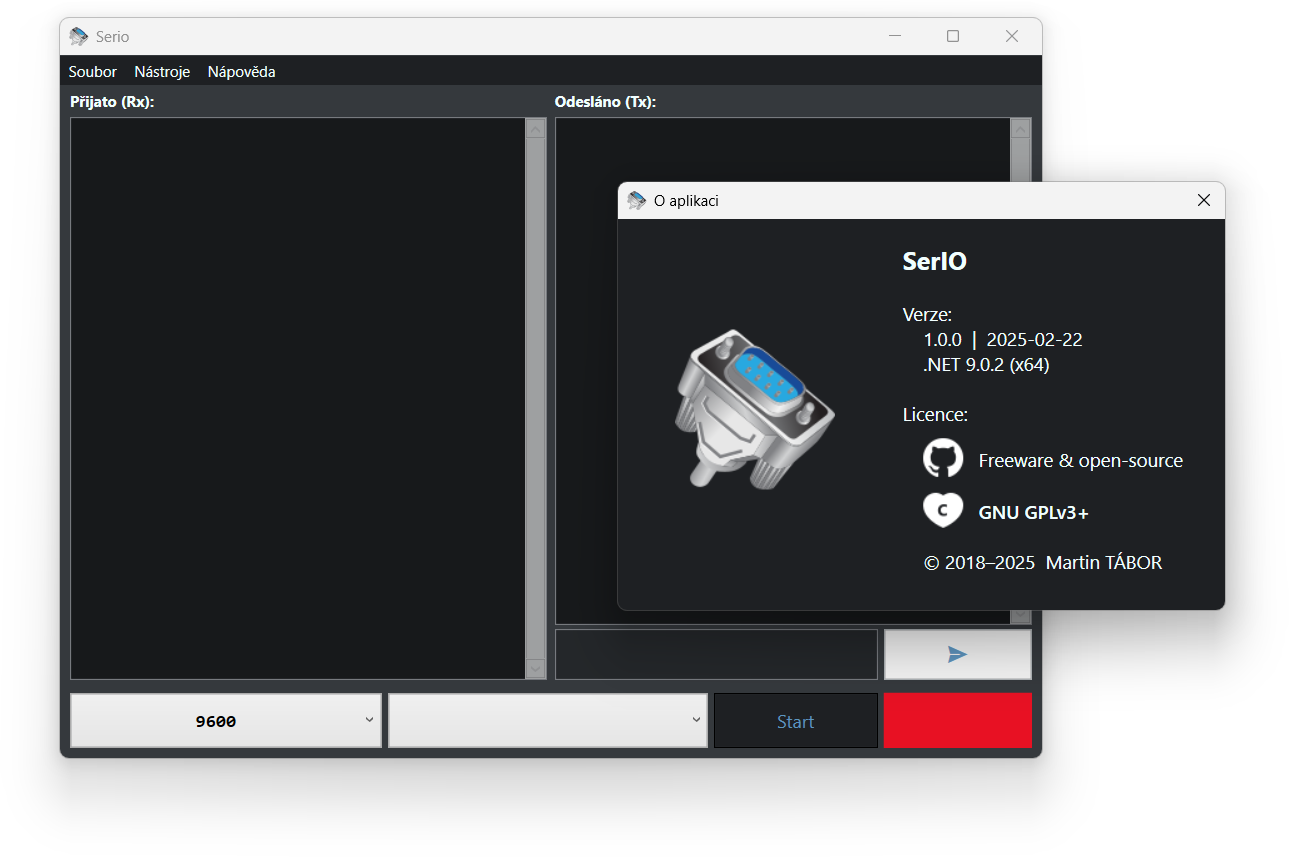 Serio
Soubor Nástroje Nápověda
Přijato (Rx):
Odesláno (Tx):
O aplikaci
SerIO
Verze:
1.0.0 | 2025-02-22
.NET 9.0.2 (x64)
Licence:
Freeware & open-source
C
GNU GPLv3+
© 2018–2025 Martin TÁBOR
9600
Start